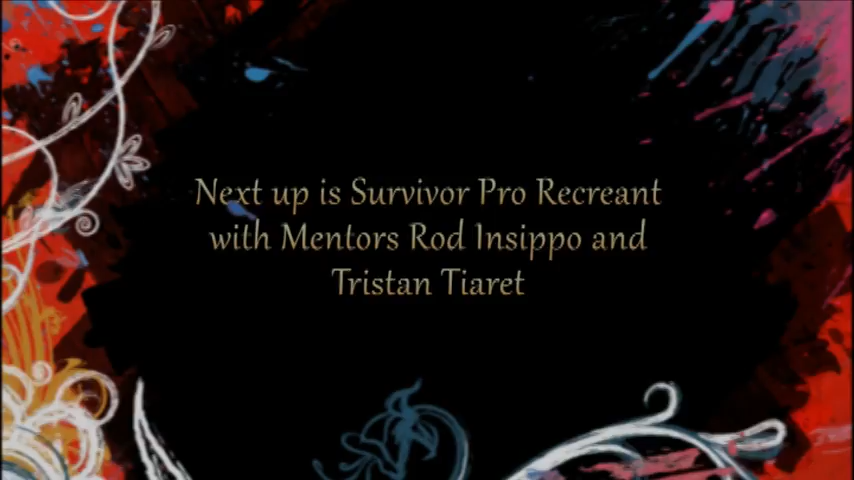 Next up is Survivor Pro Recreant
with Mentors Rod Insippo and
Tristan Tiaret